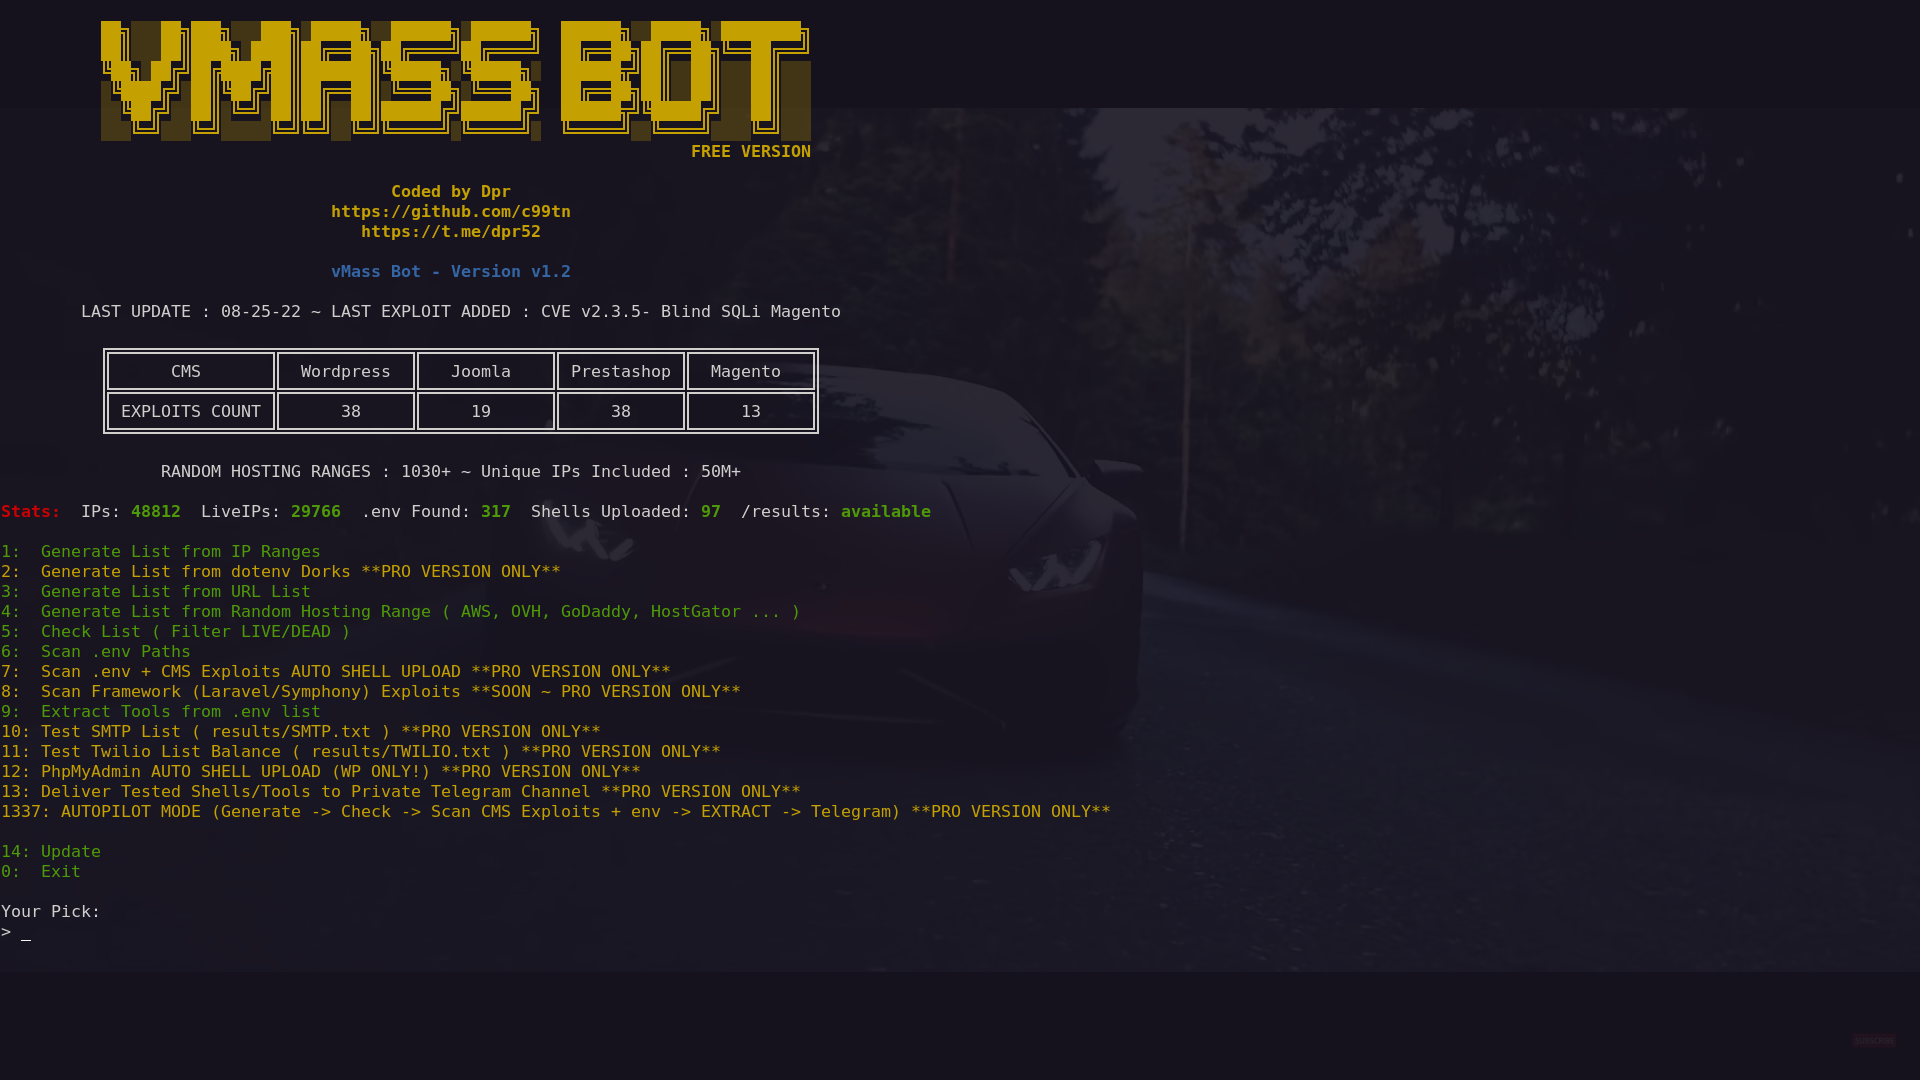 VMASS BOT
FREE VERSION
Coded by Dpr
https://github.com/c99tn
https://t.me/dpr52
vMass Bot - Version v1.2
LAST UPDATE : 08-25-22 ~ LAST EXPLOIT ADDED : CVE v2.3.5- Blind SQLi Magento
CMS Wordpress Joomla Prestashop Magento
EXPLOITS COUNT 38 19 38 13
RANDOM HOSTING RANGES : 1030+ ~ Unique IPs Included : 50M+
Stats: IPs: 48812 LiveIPs: 29766 .env Found: 317 Shells Uploaded: 97 /results: available
1: Generate List from IP Ranges
2: Generate List from dotenv Dorks **PRO VERSION ONLY**
3: Generate List from URL List
4: Generate List from Random Hosting Range ( AWS, OVH, GoDaddy, HostGator ... )
5: Check List ( Filter LIVE/DEAD )
6: Scan .env Paths
7: Scan .env + CMS Exploits AUTO SHELL UPLOAD **PRO VERSION ONLY**
8: Scan Framework (Laravel/Symphony) Exploits **SOON ~ PRO VERSION ONLY**
9: Extract Tools from .env list
10: Test SMTP List ( results/SMTP.txt ) **PRO VERSION ONLY**
11: Test Twilio List Balance ( results/TWILIO.txt ) **PRO VERSION ONLY**
12: PhpMyAdmin AUTO SHELL UPLOAD (WP ONLY!) **PRO VERSION ONLY**
13: Deliver Tested Shells/Tools to Private Telegram Channel **PRO VERSION ONLY**
1337: AUTOPILOT MODE (Generate -> Check -> Scan CMS Exploits + env -> EXTRACT -> Telegram) **PRO VERSION ONLY**
14: Update
0: Exit
Your Pick:
> _